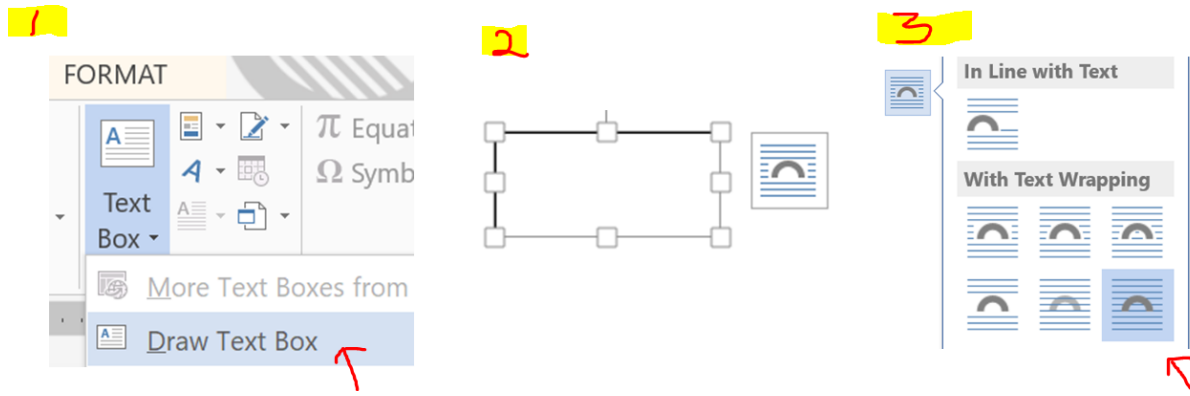 1
FORMAT
Text
Box
Equat
Symb
More Text Boxes from
Draw Text Box
2
3
In Line with Text
With Text Wrapping